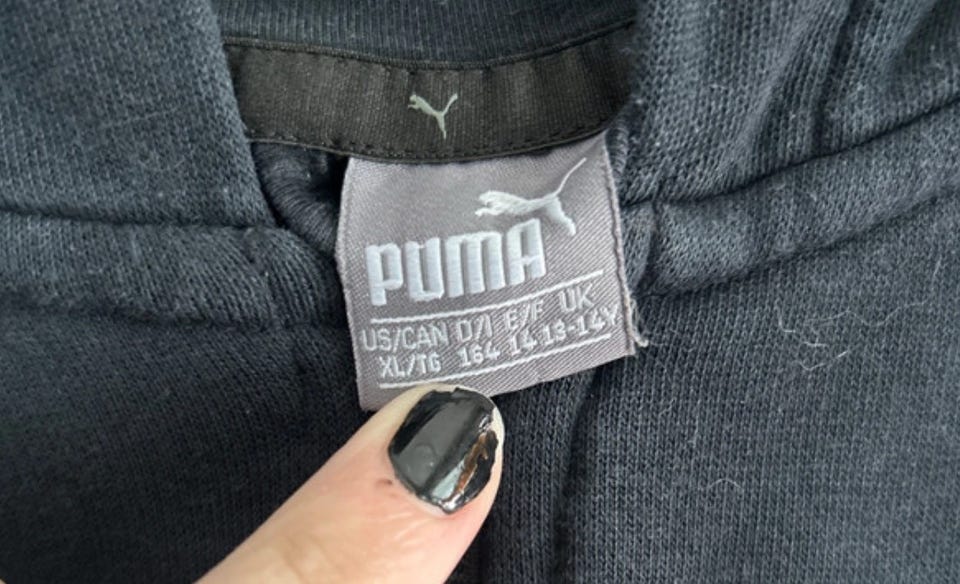 PUMA
US/CAN D/I E/F UK
XL/TG 164 14 13-14Y